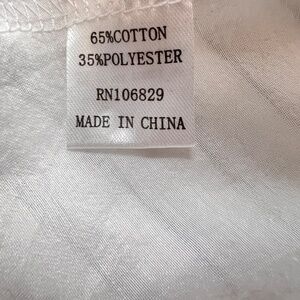 65%COTTON
35%POLYESTER
RN106829
MADE IN CHINA